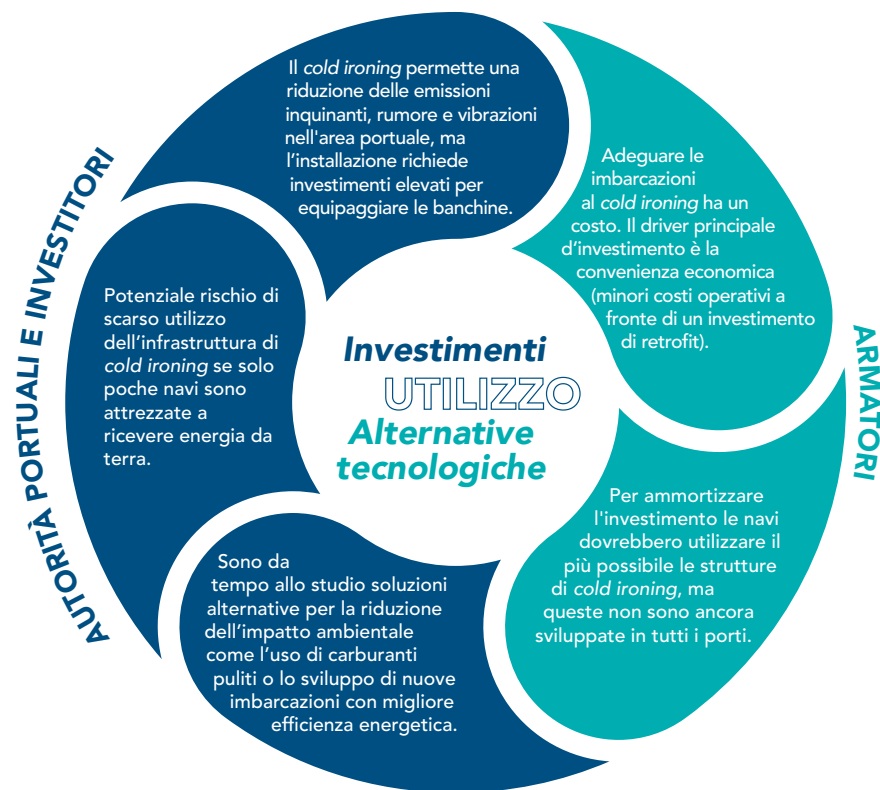 Il cold ironing permette una
riduzione delle emissioni
inquinanti, rumore e vibrazioni
nell'area portuale, ma
l’installazione richiede
investimenti elevati per
equipaggiare le banchine.
Adeguare le
imbarcazioni
al cold ironing ha un
costo. Il driver principale
d’investimento è la
convenienza economica
(minori costi operativi a
fronte di un investimento
di retrofit).
Per ammortizzare
l'investimento le navi
dovrebbero utilizzare il
più possibile le strutture
di cold ironing, ma
queste non sono ancora
sviluppate in tutti i porti.
Sono da
tempo allo studio soluzioni
alternative per la riduzione
dell’impatto ambientale
come l’uso di carburanti
puliti o lo sviluppo di nuove
imbarcazioni con migliore
efficienza energetica.
Potenziale rischio di
scarso utilizzo
dell’infrastruttura di
cold ironing se solo
poche navi sono
attrezzate a
ricevere energia da
terra.
Investimenti
UTILIZZO
Alternative
tecnologiche
AUTORITÀ PORTUALI E INVESTITORI
ARMATORI